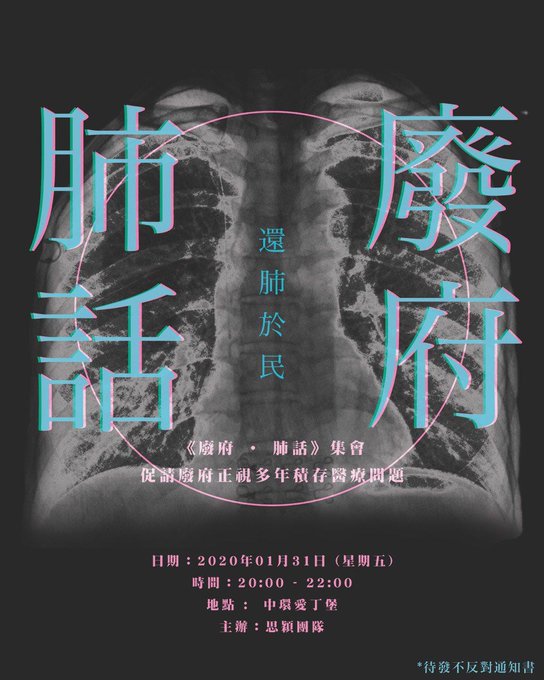 廢府
肺話
還肺於民
《廢府 · 肺話》集會
促請廢府正視多年積存醫療問題
日期：2020年01月31日 (星期五)
時間：20:00 - 22:00
地點： 中環愛丁堡
主辦：思穎團隊
*待發不反對通知書